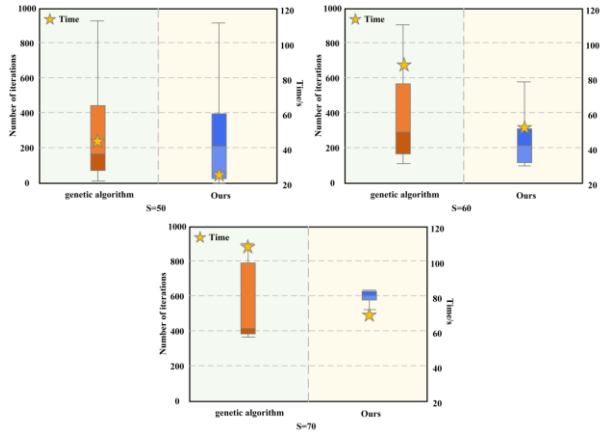 1000 120
Time
800 100
600 80
400 60
200 40
0 20
Number of iterations
Time/s
genetic algorithm Ours
S=50
1000 120
Time
800 100
600 80
400 60
200 40
0 20
Number of iterations
Time/s
genetic algorithm Ours
S=60
1000 120
Time
800 100
600 80
400 60
200 40
0 20
Number of iterations
Time/s
genetic algorithm Ours
S=70